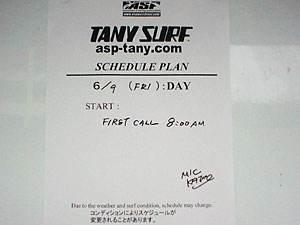 ASP
TANY SURF
asp-tany.com
SCHEDULE PLAN
6/9 (FRI):DAY
START :
FIRST CALL 8:00AM
MIC
Due to the weather and surf condition, schedule may change.
コンディションによりスケジュールが
変更されることがあります。